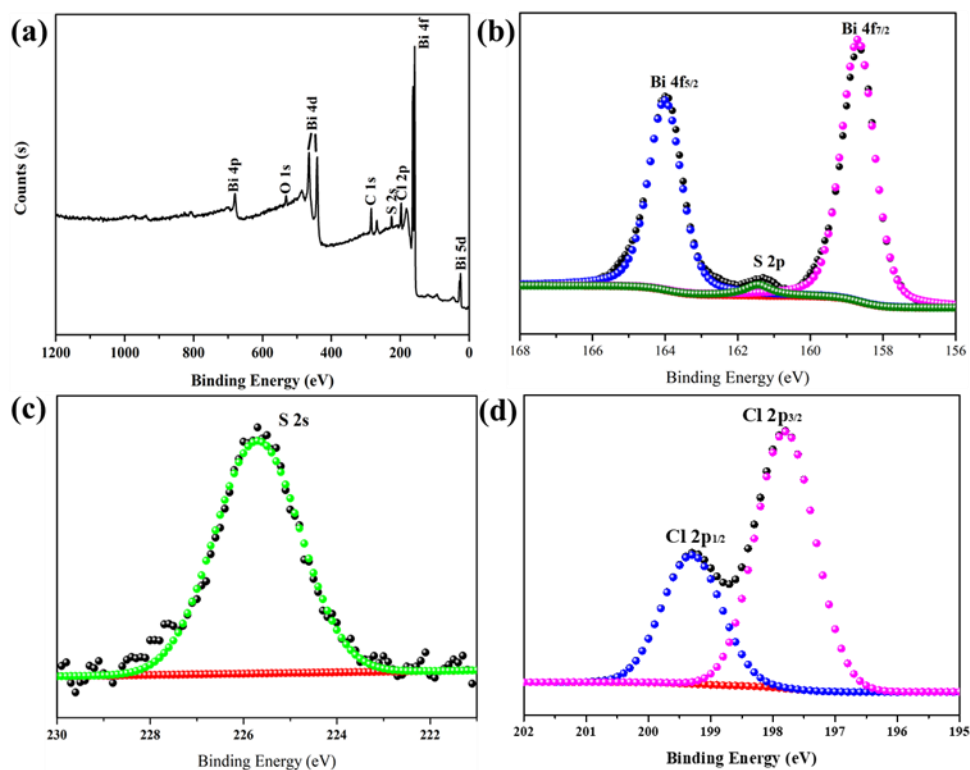 (a)
Counts (s)
Bi 4p
O 1s
Bi 4d
C 1s
S 2s
Cl 2p
Bi 4f
Bi 5d
1200 1000 800 600 400 200 0
Binding Energy (eV)
(b)
Bi 4f5/2
S 2p
Bi 4f7/2
168 166 164 162 160 158 156
Binding Energy (eV)
(c)
S 2s
230 228 226 224 222
Binding Energy (eV)
(d)
Cl 2p3/2
Cl 2p1/2
202 201 200 199 198 197 196 195
Binding Energy (eV)